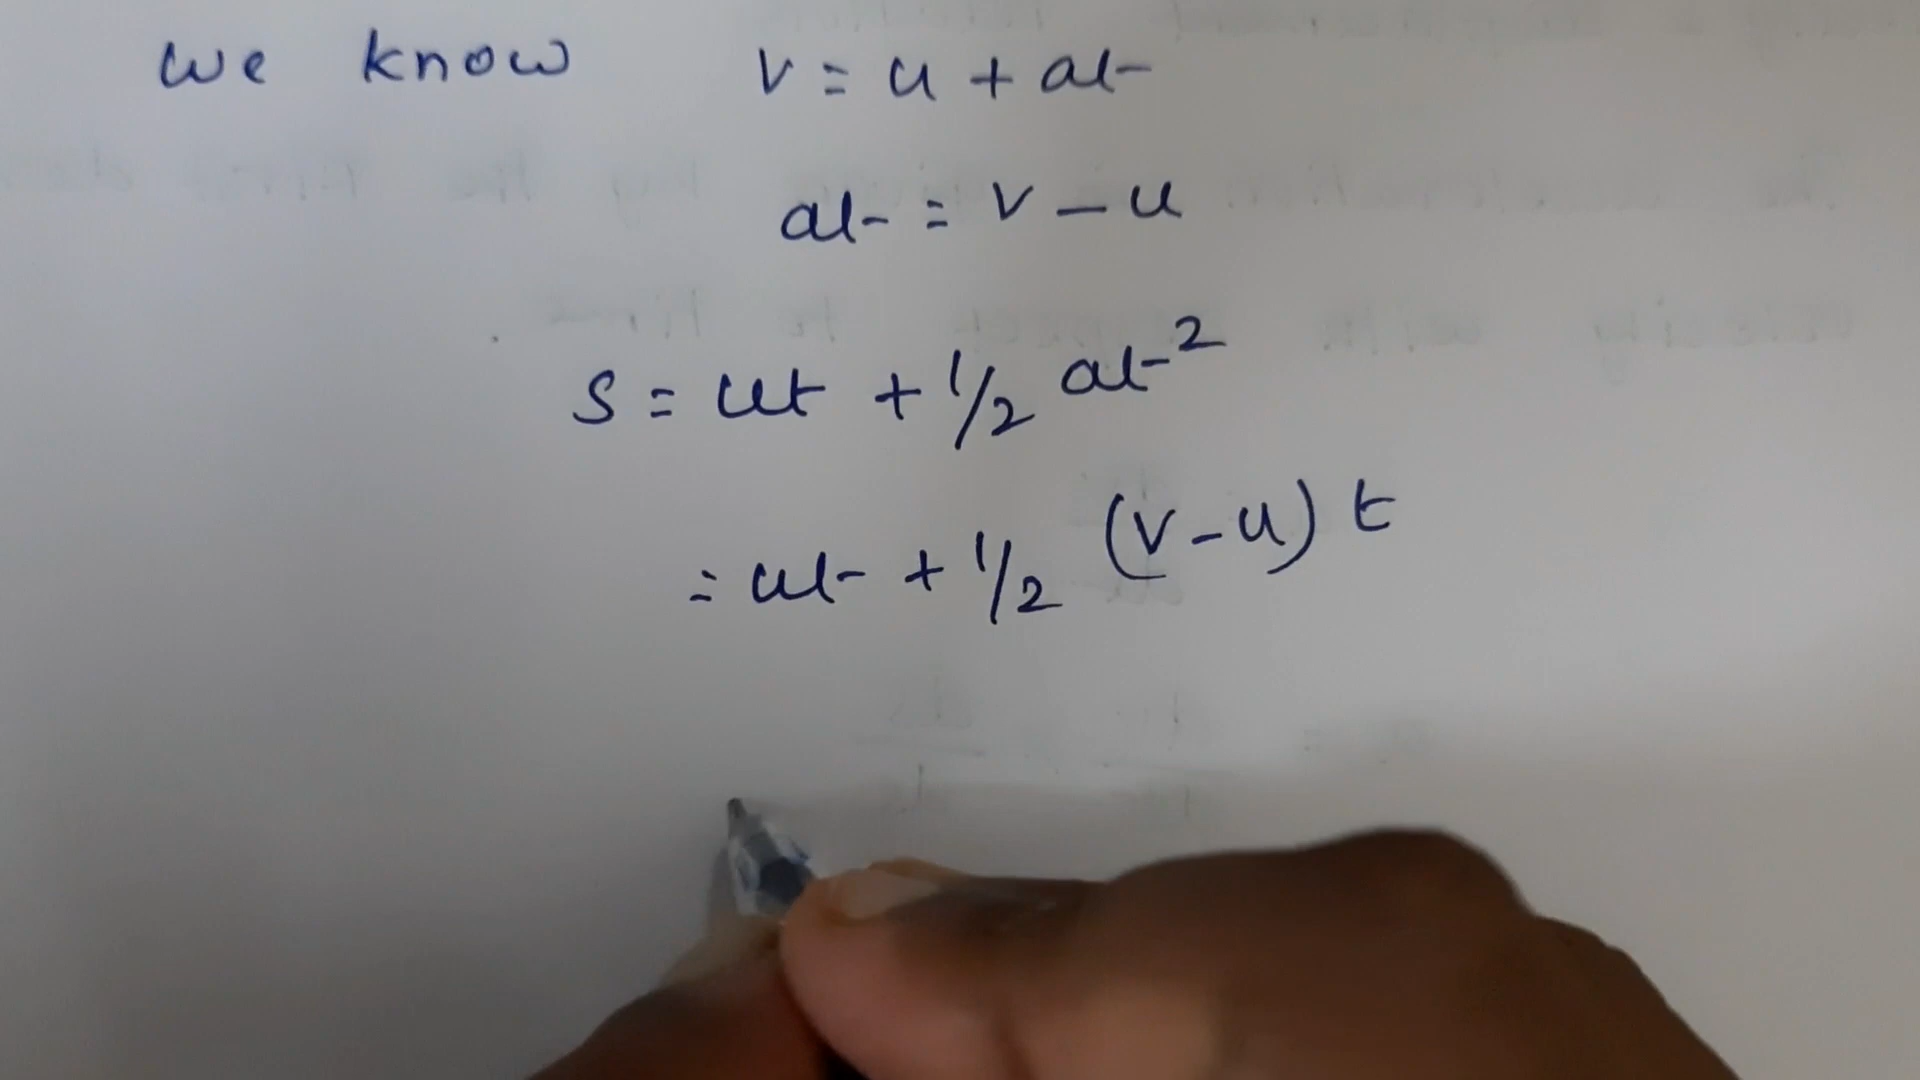 we know v = u + at
at = v - u
S = ut + 1/2 at²
= ut + 1/2 (v - u) t